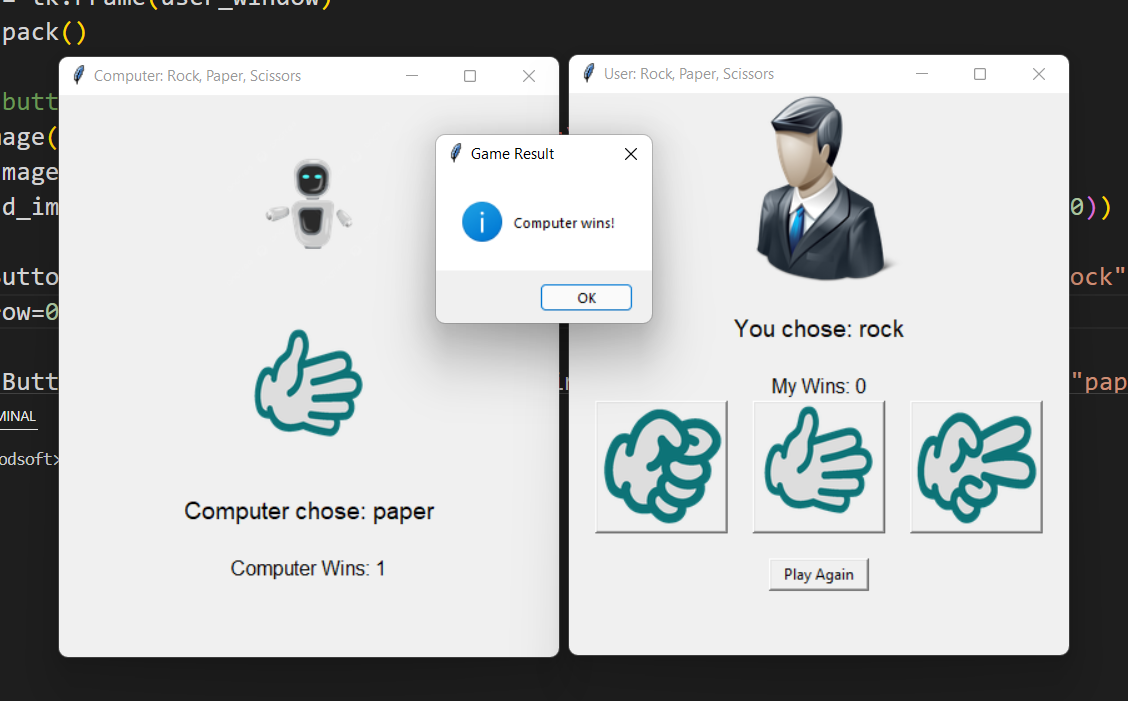 = tk.Frame(user_window)
pack()
Computer: Rock, Paper, Scissors
User: Rock, Paper, Scissors
butt
Game Result
mage(
mage
d_im
0))
i
Computer wins!
utto
ock"
ow=0
OK
You chose: rock
Butt
"pap
My Wins: 0
MINAL
odsoft>
Computer chose: paper
Computer Wins: 1
Play Again